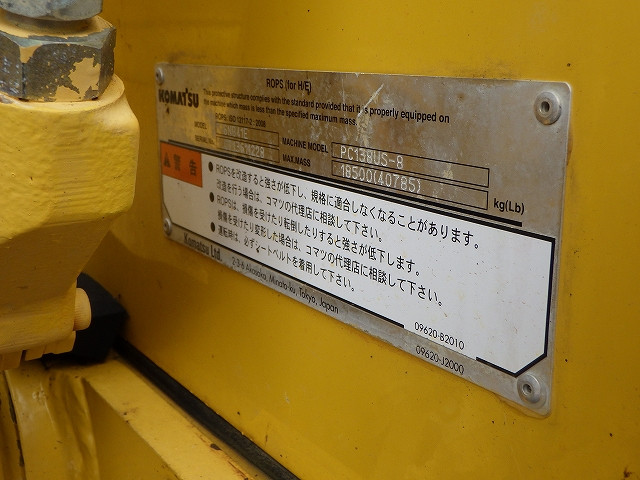 ROPS (for H/E)
KOMATSU
This protective structure complies with the standard provided that it is properly equipped on
the machine which mass is less than the specified maximum mass.
ROPS, ISO 12117-2 : 2008
MODEL
MACHINE MODEL PC138US-8
SERIAL No.
MAX.MASS 18500(40785) kg(Lb)
警告
●ROPSを改造すると強さが低下し、規格に適合しなくなることがあります。
改造を行う場合は、コマツの代理店に相談して下さい。
●ROPSは、損傷を受けたり転倒したりすると強さが低下します。
損傷を受けたり変形した場合は、コマツの代理店に相談して下さい。
●運転時は、必ずシートベルトを着用して下さい。
Komatsu Ltd.
2-3-6 Akasaka, Minato-ku, Tokyo, Japan
09620-B2010
09620-J2000